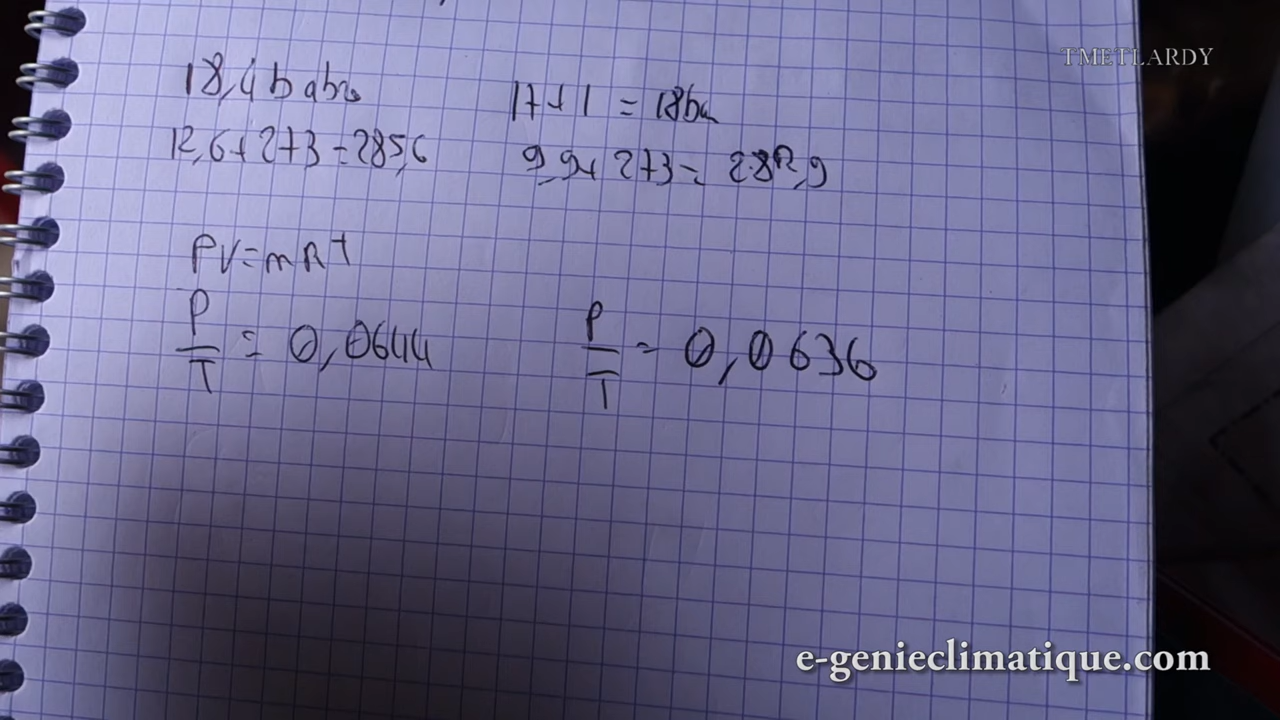 TMETLARDY
18,4 b abs
17+1 = 18bar
12,6+273=285,6
9,9+273= 282,9
PV=mRT
P/T = 0,0644
P/T = 0,0636
e-genieclimatique.com